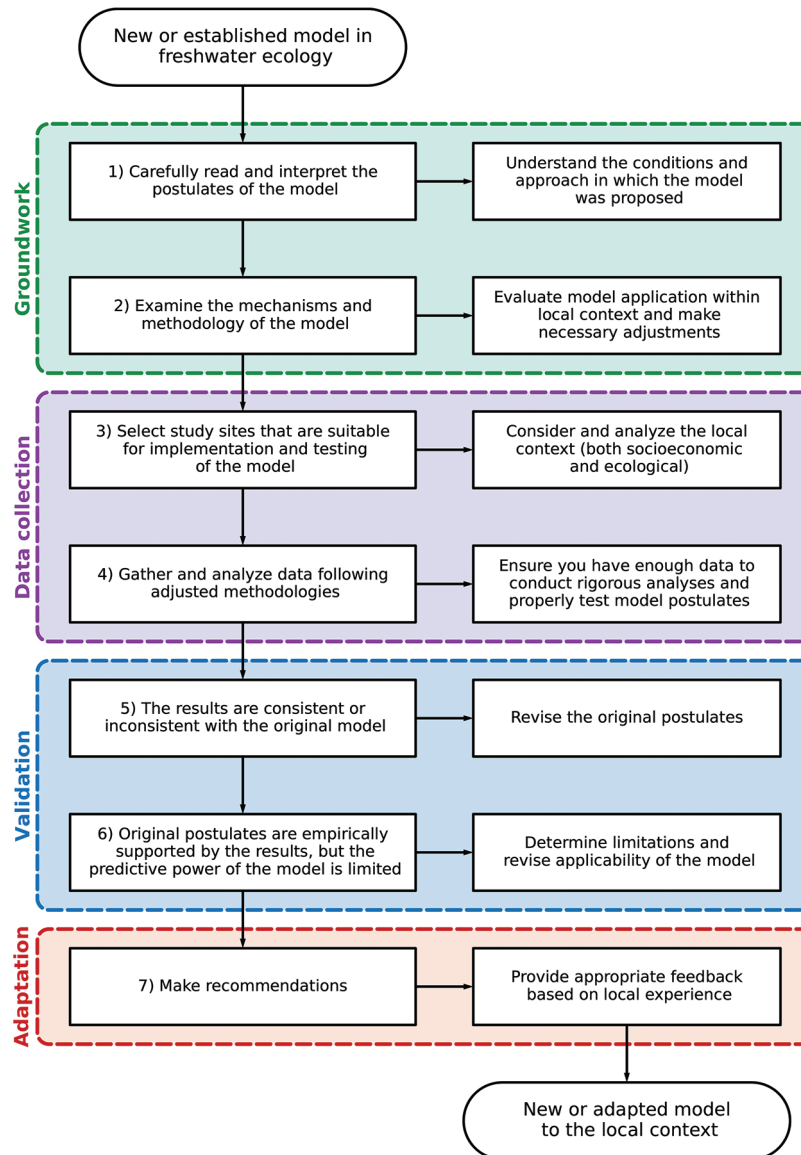 New or established model in
freshwater ecology
Groundwork
1) Carefully read and interpret the
postulates of the model
Understand the conditions and
approach in which the model
was proposed
2) Examine the mechanisms and
methodology of the model
Evaluate model application within
local context and make
necessary adjustments
Data collection
3) Select study sites that are suitable
for implementation and testing
of the model
Consider and analyze the local
context (both socioeconomic
and ecological)
4) Gather and analyze data following
adjusted methodologies
Ensure you have enough data to
conduct rigorous analyses and
properly test model postulates
Validation
5) The results are consistent or
inconsistent with the original model
Revise the original postulates
6) Original postulates are empirically
supported by the results, but the
predictive power of the model is limited
Determine limitations and
revise applicability of the model
Adaptation
7) Make recommendations
Provide appropriate feedback
based on local experience
New or adapted model
to the local context